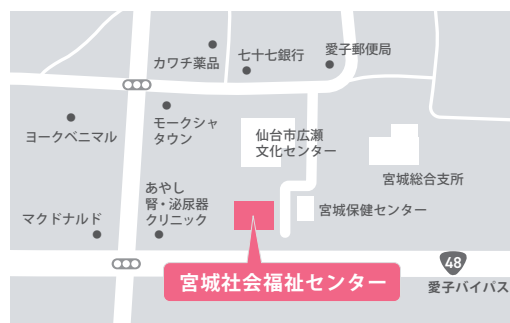 カワチ薬品
七十七銀行
愛子郵便局
ヨークベニマル
モークシャ
タウン
仙台市広瀬
文化センター
宮城総合支所
あやし
腎・泌尿器
クリニック
マクドナルド
宮城保健センター
宮城社会福祉センター
48
愛子バイパス